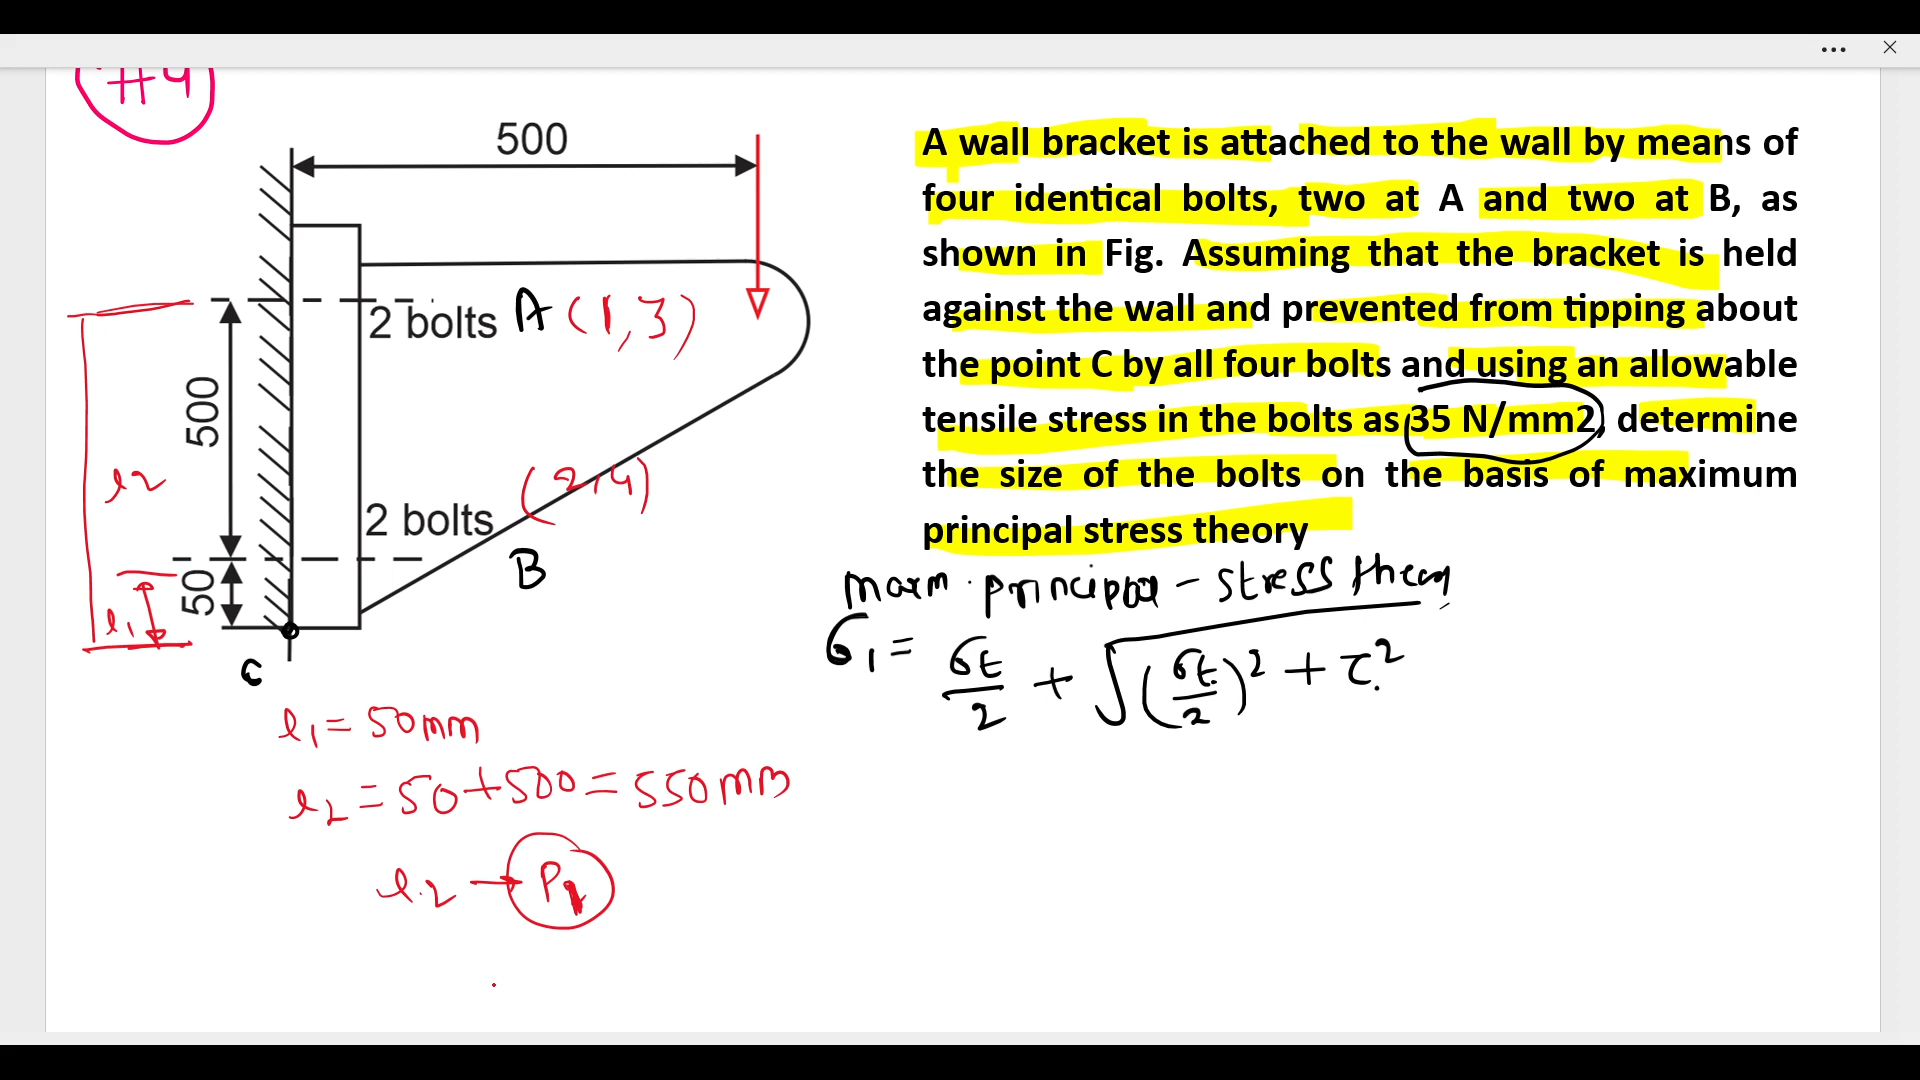 #4
500
A wall bracket is attached to the wall by means of
four identical bolts, two at A and two at B, as
shown in Fig. Assuming that the bracket is held
against the wall and prevented from tipping about
the point C by all four bolts and using an allowable
tensile stress in the bolts as 35 N/mm2, determine
the size of the bolts on the basis of maximum
principal stress theory
2 bolts A (1,3)
500
l2
(2,4)
2 bolts
B
50
l1
C
maxm. principal - stress theory
σ1 = σt/2 + √(σt/2)2 + τ2
l1 = 50mm
l2 = 50+500 = 550mm
l2 →